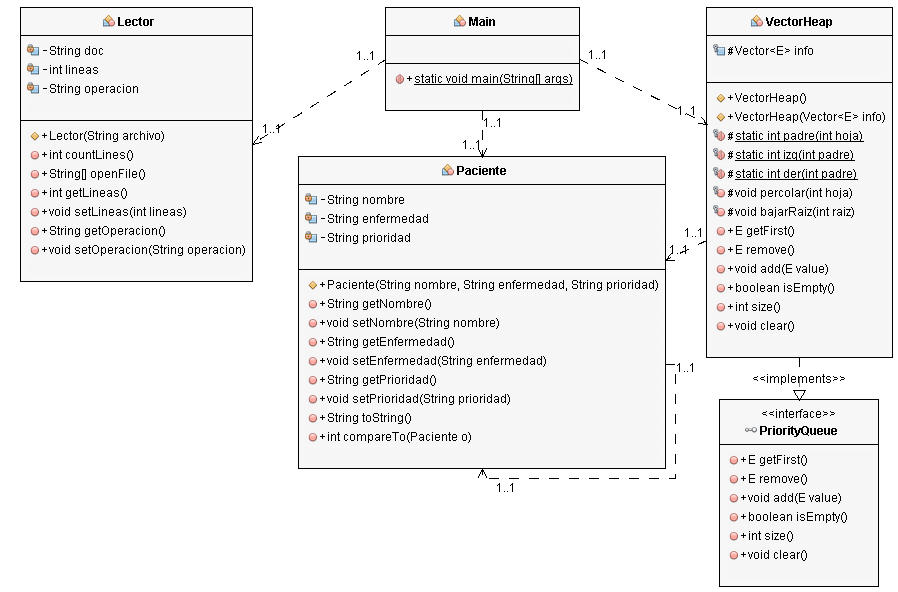 Lector
-String doc
-int lineas
-String operacion
+Lector(String archivo)
+int countLines()
+String[] openFile()
+int getLineas()
+void setLineas(int lineas)
+String getOperacion()
+void setOperacion(String operacion)
Main
+static void main(String[] args)
1..1
1..1
1..1
1..1
1..1
1..1
Paciente
-String nombre
-String enfermedad
-String prioridad
+Paciente(String nombre, String enfermedad, String prioridad)
+String getNombre()
+void setNombre(String nombre)
+String getEnfermedad()
+void setEnfermedad(String enfermedad)
+String getPrioridad()
+void setPrioridad(String prioridad)
+String toString()
+int compareTo(Paciente o)
1..1
1..1
1..1
1..1
VectorHeap
#Vector<E> info
+VectorHeap()
+VectorHeap(Vector<E> info)
#static int padre(int hoja)
#static int izq(int padre)
#static int der(int padre)
#void percolar(int hoja)
#void bajarRaiz(int raiz)
+E getFirst()
+E remove()
+void add(E value)
+boolean isEmpty()
+int size()
+void clear()
<<implements>>
<<interface>>
PriorityQueue
+E getFirst()
+E remove()
+void add(E value)
+boolean isEmpty()
+int size()
+void clear()